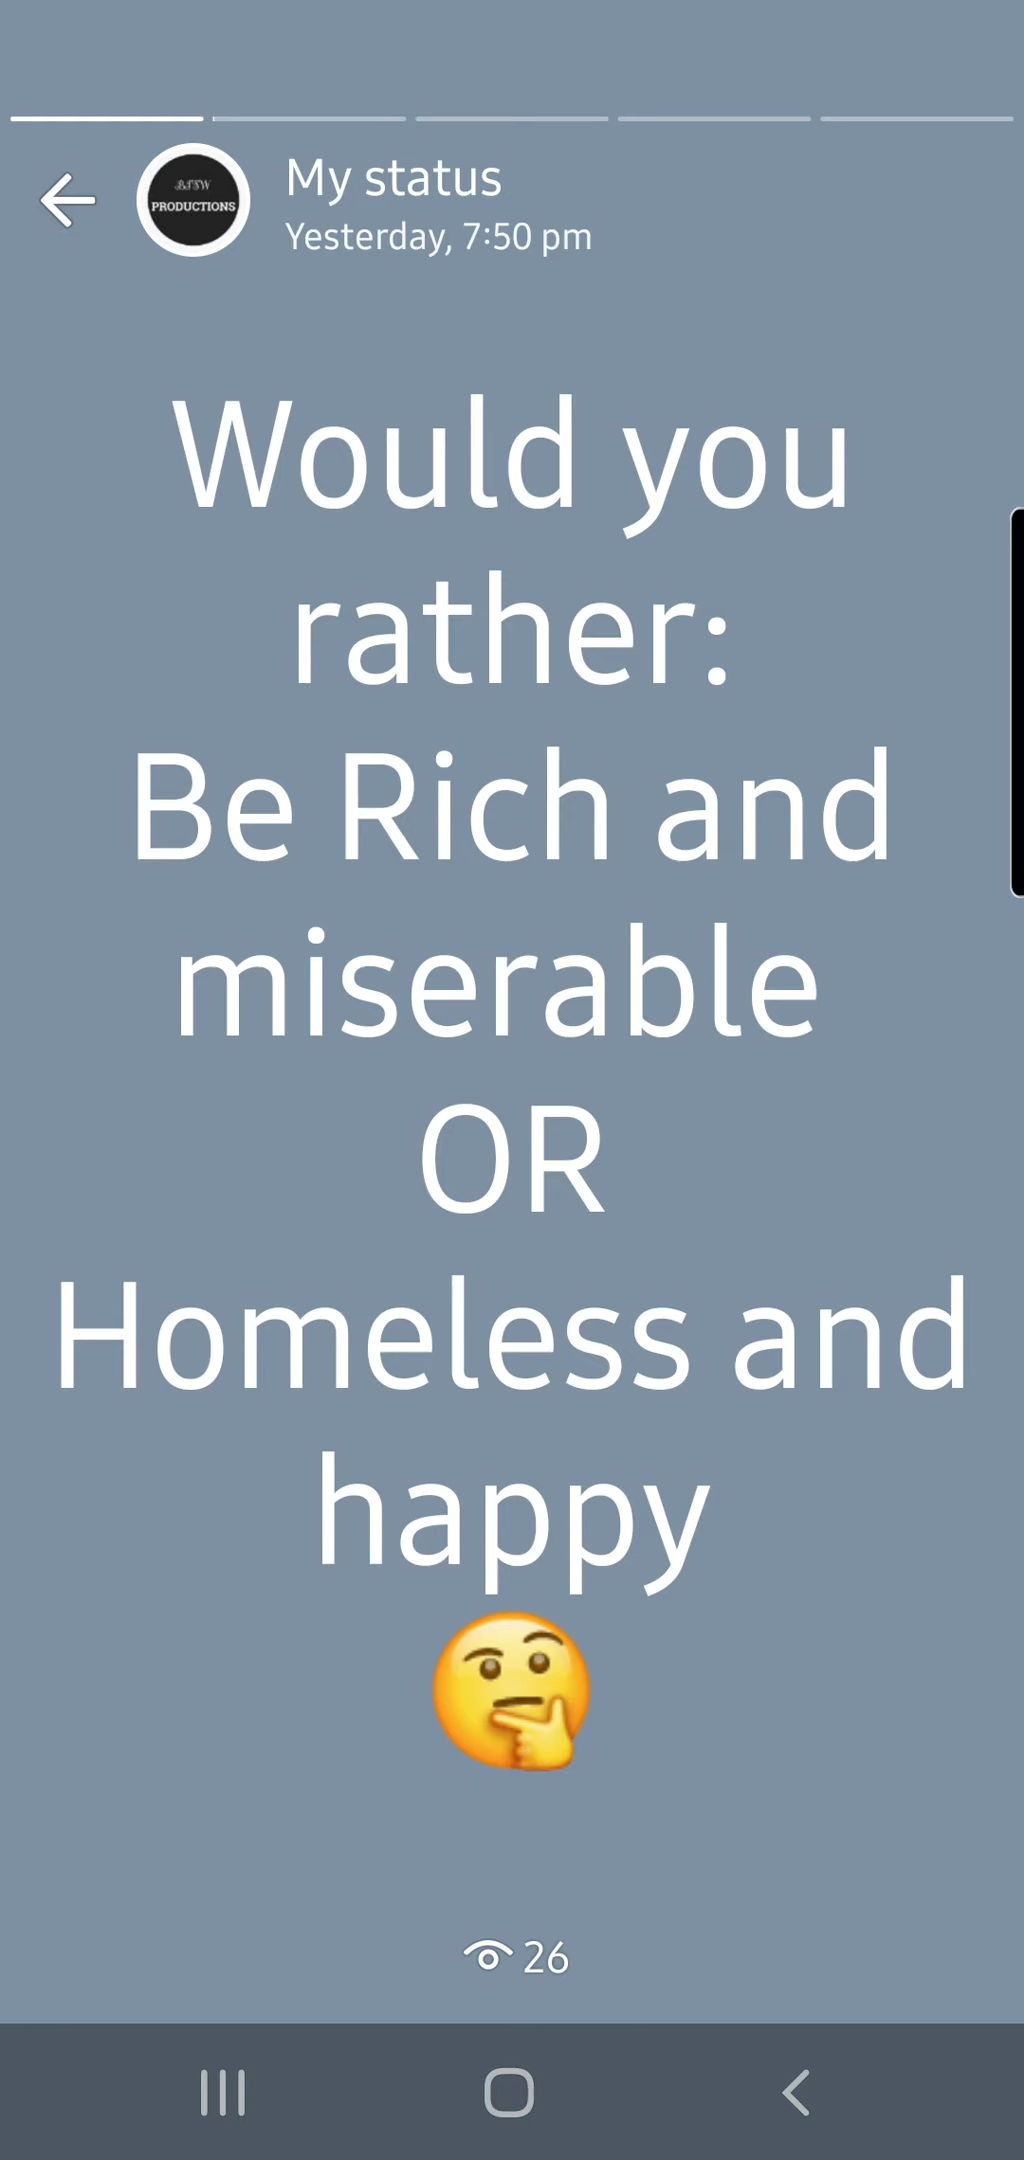 My status
Yesterday, 7:50 pm
PRODUCTIONS
Would you
rather:
Be Rich and
miserable
OR
Homeless and
happy
🤔
26